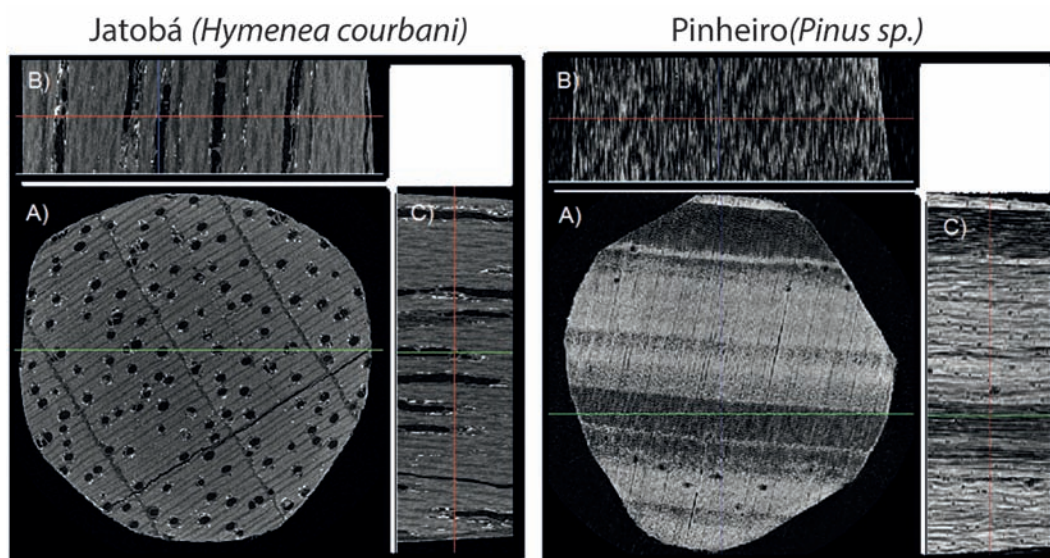 Jatobá (Hymenea courbani)
B)
A)
C)
Pinheiro(Pinus sp.)
B)
A)
C)